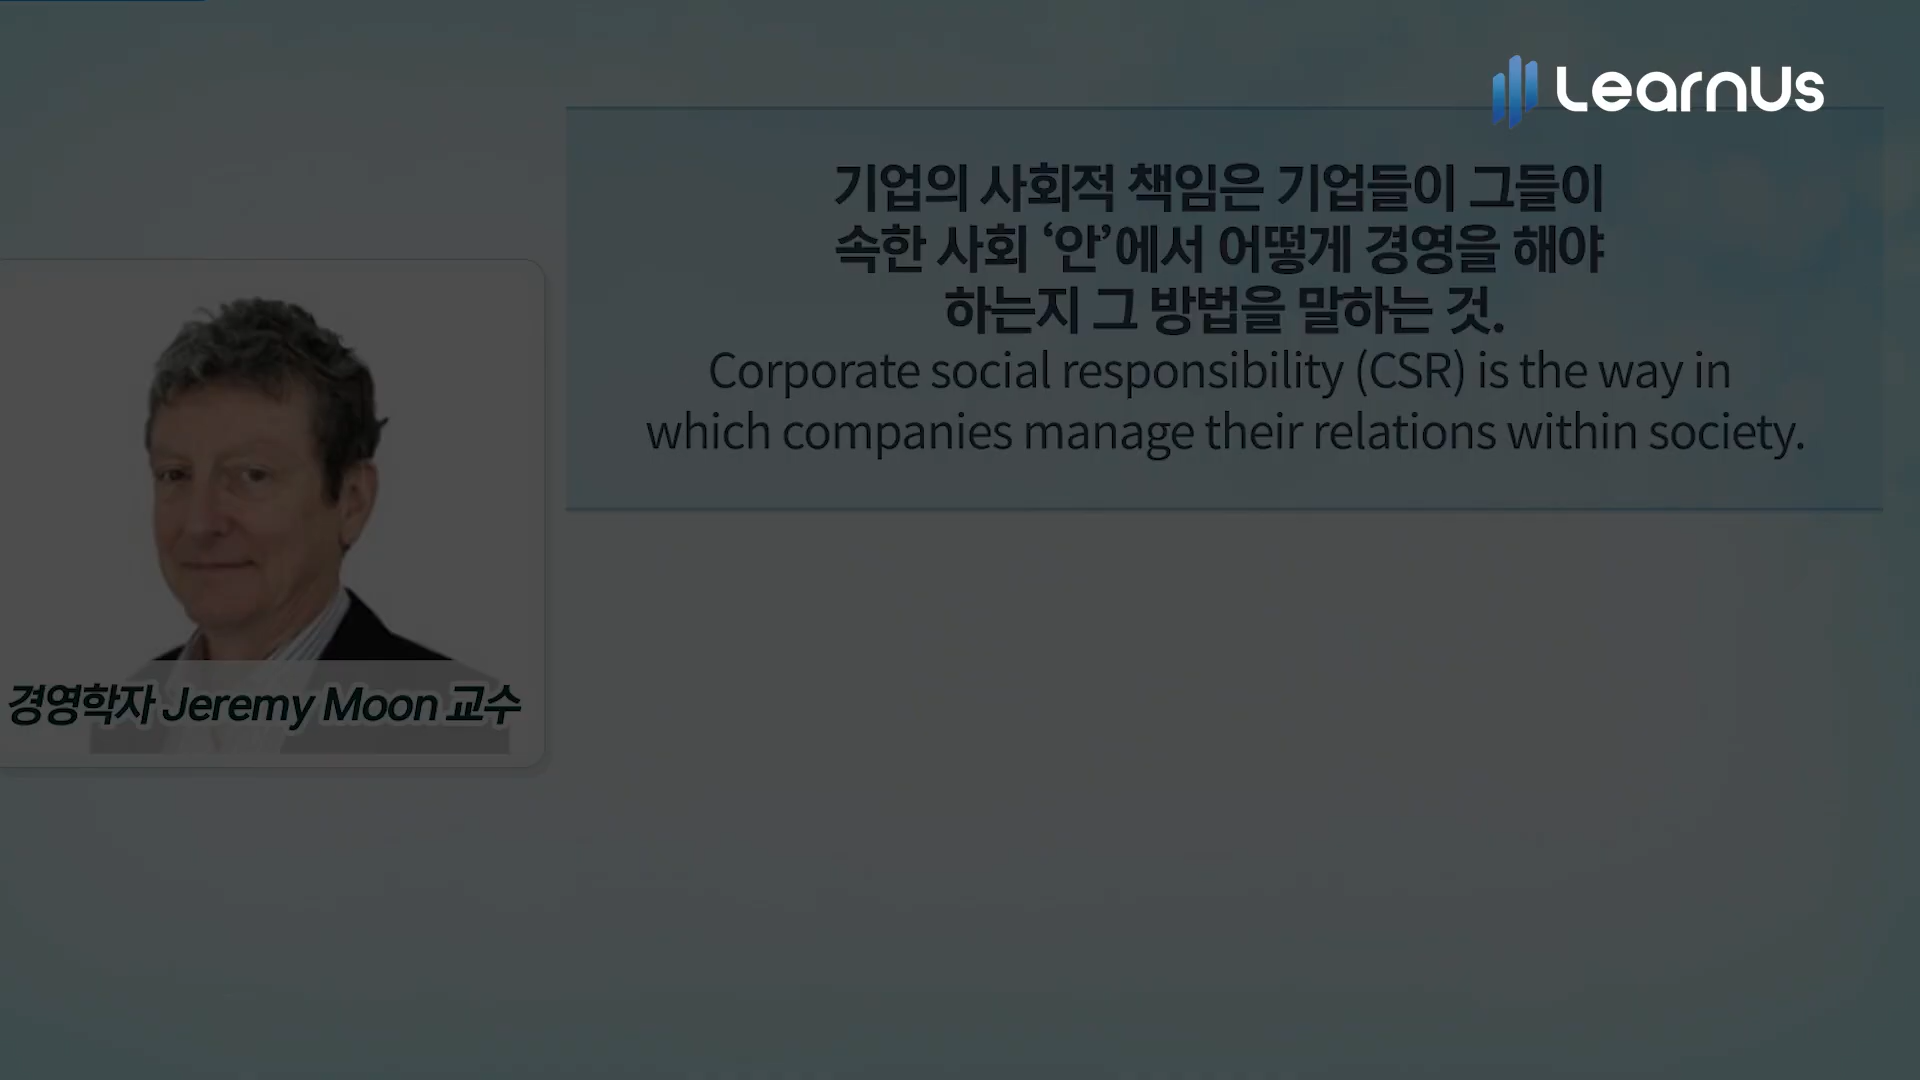 LearnUs
기업의 사회적 책임은 기업들이 그들이
속한 사회 ‘안’에서 어떻게 경영을 해야
하는지 그 방법을 말하는 것.
Corporate social responsibility (CSR) is the way in
which companies manage their relations within society.
경영학자 Jeremy Moon 교수